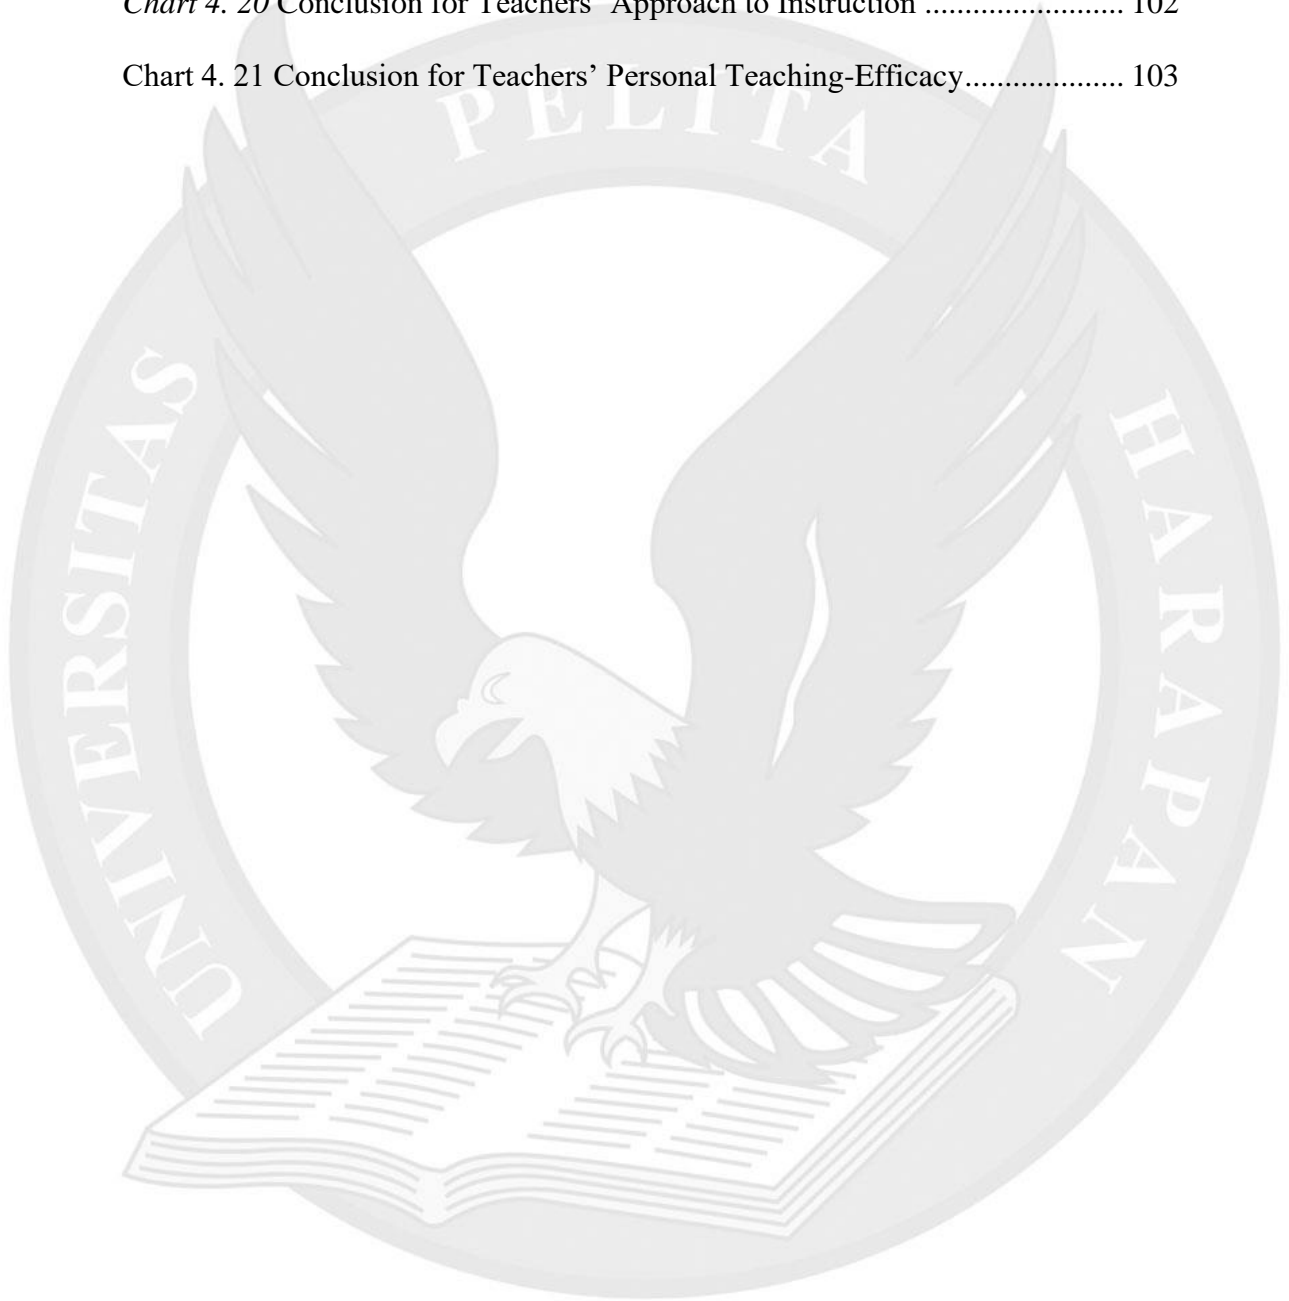 Chart 4. 20 Conclusion for Teachers’ Approach to Instruction ......................... 102
Chart 4. 21 Conclusion for Teachers’ Personal Teaching-Efficacy.................... 103
UNIVERSITAS PELITA HARAPAN